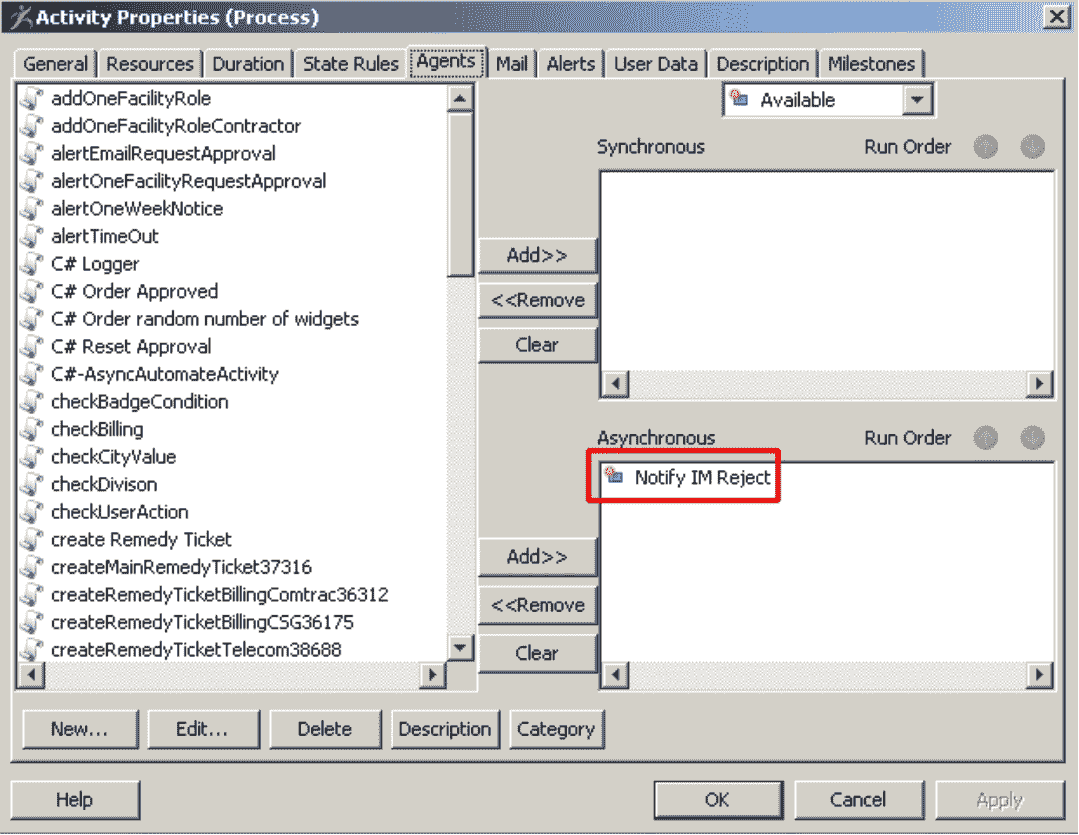 Activity Properties (Process)
General Resources Duration State Rules Agents Mail Alerts User Data Description Milestones
addOneFacilityRole
addOneFacilityRoleContractor
alertEmailRequestApproval
alertOneFacilityRequestApproval
alertOneWeekNotice
alertTimeOut
C# Logger
C# Order Approved
C# Order random number of widgets
C# Reset Approval
C#-AsyncAutomateActivity
checkBadgeCondition
checkBilling
checkCityValue
checkDivison
checkUserAction
create Remedy Ticket
createMainRemedyTicket37316
createRemedyTicketBillingComtrac36312
createRemedyTicketBillingCSG36175
createRemedyTicketTelecom38688
Add>>
<<Remove
Clear
Add>>
<<Remove
Clear
Available
Synchronous Run Order
Asynchronous Run Order
Notify IM Reject
New... Edit... Delete Description Category
Help OK Cancel Apply